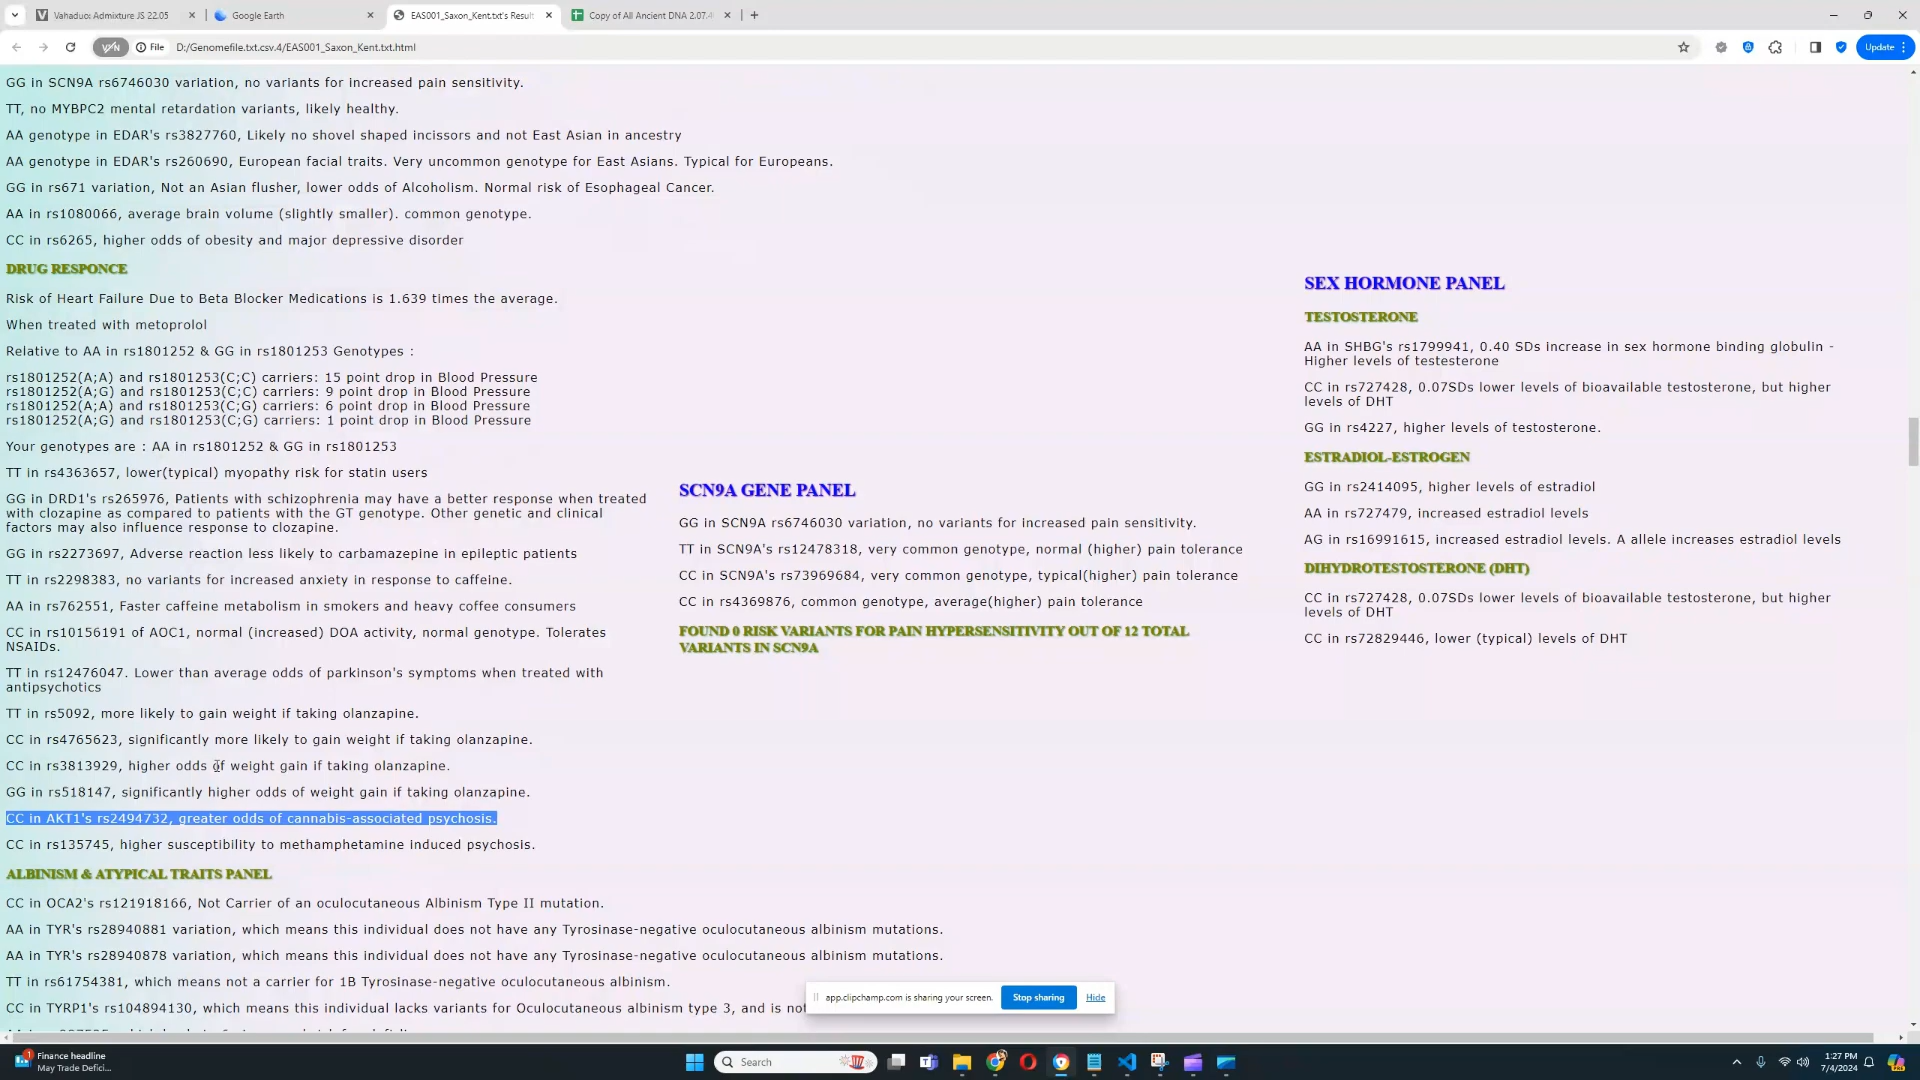 Vahaduo: Admixture JS 22.05
Google Earth
EAS001_Saxon_Kent.txt's Result
Copy of All Ancient DNA 2.07.
File
D:/Genomefile.txt.csv.4/EAS001_Saxon_Kent.txt.html
Update
GG in SCN9A rs6746030 variation, no variants for increased pain sensitivity.
TT, no MYBPC2 mental retardation variants, likely healthy.
AA genotype in EDAR's rs3827760, Likely no shovel shaped incissors and not East Asian in ancestry
AA genotype in EDAR's rs260690, European facial traits. Very uncommon genotype for East Asians. Typical for Europeans.
GG in rs671 variation, Not an Asian flusher, lower odds of Alcoholism. Normal risk of Esophageal Cancer.
AA in rs1080066, average brain volume (slightly smaller). common genotype.
CC in rs6265, higher odds of obesity and major depressive disorder
DRUG RESPONCE
Risk of Heart Failure Due to Beta Blocker Medications is 1.639 times the average.
When treated with metoprolol
Relative to AA in rs1801252 & GG in rs1801253 Genotypes :
rs1801252(A;A) and rs1801253(C;C) carriers: 15 point drop in Blood Pressure
rs1801252(A;G) and rs1801253(C;C) carriers: 9 point drop in Blood Pressure
rs1801252(A;A) and rs1801253(C;G) carriers: 6 point drop in Blood Pressure
rs1801252(A;G) and rs1801253(C;G) carriers: 1 point drop in Blood Pressure
Your genotypes are : AA in rs1801252 & GG in rs1801253
TT in rs4363657, lower(typical) myopathy risk for statin users
GG in DRD1's rs265976, Patients with schizophrenia may have a better response when treated
with clozapine as compared to patients with the GT genotype. Other genetic and clinical
factors may also influence response to clozapine.
GG in rs2273697, Adverse reaction less likely to carbamazepine in epileptic patients
TT in rs2298383, no variants for increased anxiety in response to caffeine.
AA in rs762551, Faster caffeine metabolism in smokers and heavy coffee consumers
CC in rs10156191 of AOC1, normal (increased) DOA activity, normal genotype. Tolerates
NSAIDs.
TT in rs12476047. Lower than average odds of parkinson's symptoms when treated with
antipsychotics
TT in rs5092, more likely to gain weight if taking olanzapine.
CC in rs4765623, significantly more likely to gain weight if taking olanzapine.
CC in rs3813929, higher odds of weight gain if taking olanzapine.
GG in rs518147, significantly higher odds of weight gain if taking olanzapine.
CC in AKT1's rs2494732, greater odds of cannabis-associated psychosis.
CC in rs135745, higher susceptibility to methamphetamine induced psychosis.
ALBINISM & ATYPICAL TRAITS PANEL
CC in OCA2's rs121918166, Not Carrier of an oculocutaneous Albinism Type II mutation.
AA in TYR's rs28940881 variation, which means this individual does not have any Tyrosinase-negative oculocutaneous albinism mutations.
AA in TYR's rs28940878 variation, which means this individual does not have any Tyrosinase-negative oculocutaneous albinism mutations.
TT in rs61754381, which means not a carrier for 1B Tyrosinase-negative oculocutaneous albinism.
CC in TYRP1's rs104894130, which means this individual lacks variants for Oculocutaneous albinism type 3, and is not
SCN9A GENE PANEL
GG in SCN9A rs6746030 variation, no variants for increased pain sensitivity.
TT in SCN9A's rs12478318, very common genotype, normal (higher) pain tolerance
CC in SCN9A's rs73969684, very common genotype, typical(higher) pain tolerance
CC in rs4369876, common genotype, average(higher) pain tolerance
FOUND 0 RISK VARIANTS FOR PAIN HYPERSENSITIVITY OUT OF 12 TOTAL
VARIANTS IN SCN9A
SEX HORMONE PANEL
TESTOSTERONE
AA in SHBG's rs1799941, 0.40 SDs increase in sex hormone binding globulin -
Higher levels of testesterone
CC in rs727428, 0.07SDs lower levels of bioavailable testosterone, but higher
levels of DHT
GG in rs4227, higher levels of testosterone.
ESTRADIOL-ESTROGEN
GG in rs2414095, higher levels of estradiol
AA in rs727479, increased estradiol levels
AG in rs16991615, increased estradiol levels. A allele increases estradiol levels
DIHYDROTESTOSTERONE (DHT)
CC in rs727428, 0.07SDs lower levels of bioavailable testosterone, but higher
levels of DHT
CC in rs72829446, lower (typical) levels of DHT
app.clipchamp.com is sharing your screen.
Stop sharing
Hide
1
Finance headline
May Trade Defici...
Search
1:27 PM
7/4/2024